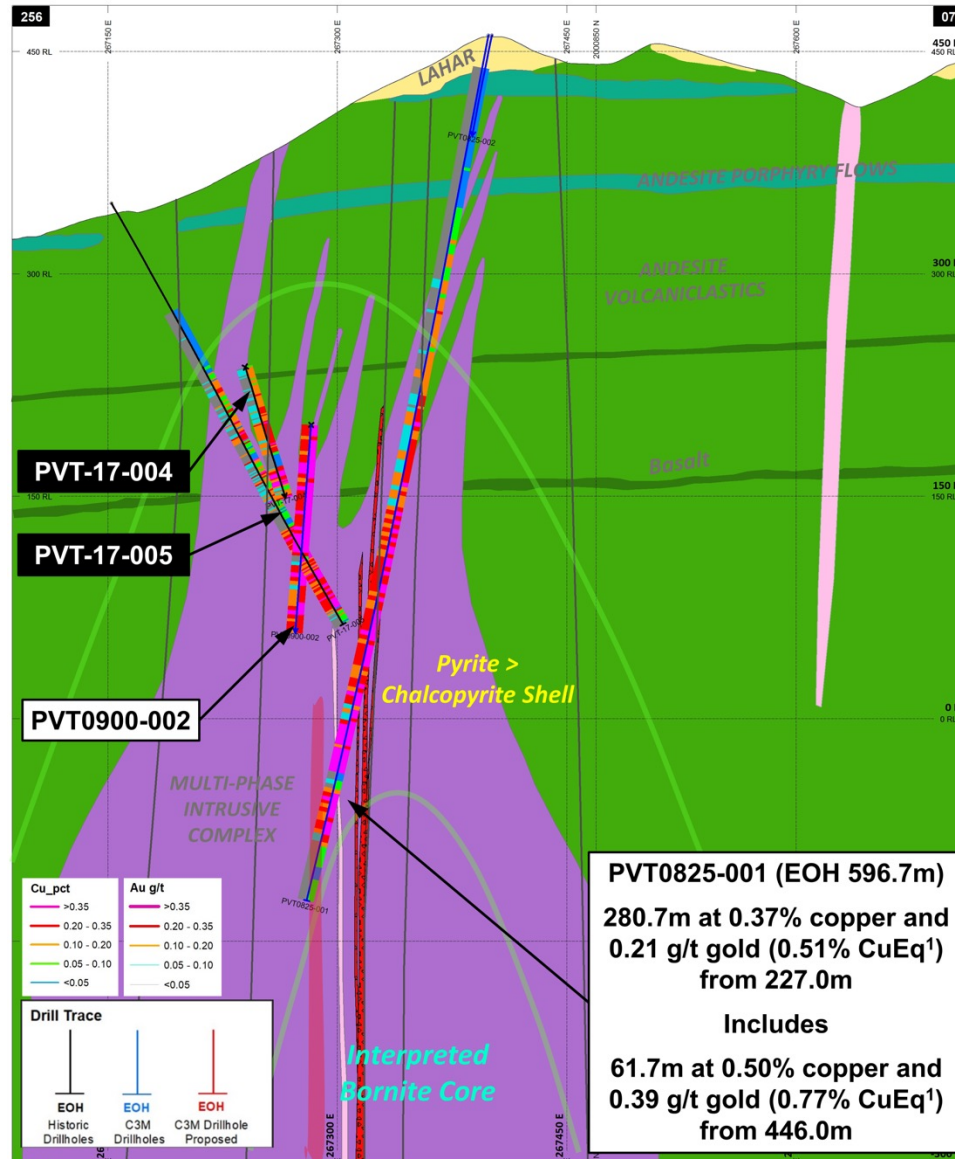 256
07
267150 E
267300 E
267450 E
2000850 N
267600 E
450 RL
450 RL
LAHAR
PVT0825-002
ANDESITE PORPHYRY FLOWS
300 RL
300 RL
ANDESITE
VOLCANICLASTICS
PVT-17-004
150 RL
Basalt
150 RL
PVT-17-005
PVT-17-005
Pyrite >
Chalcopyrite Shell
PVT0900-002
0 RL
0 RL
MULTI-PHASE
INTRUSIVE
COMPLEX
PVT0825-001
Cu_pct
>0.35
0.20 - 0.35
0.10 - 0.20
0.05 - 0.10
<0.05
Au g/t
>0.35
0.20 - 0.35
0.10 - 0.20
0.05 - 0.10
<0.05
Drill Trace
EOH
Historic
Drillholes
EOH
C3M
Drillholes
EOH
C3M Drillhole
Proposed
Interpreted
Bornite Core
PVT0825-001 (EOH 596.7m)
280.7m at 0.37% copper and
0.21 g/t gold (0.51% CuEq¹)
from 227.0m
Includes
61.7m at 0.50% copper and
0.39 g/t gold (0.77% CuEq¹)
from 446.0m
267300 E
267450 E